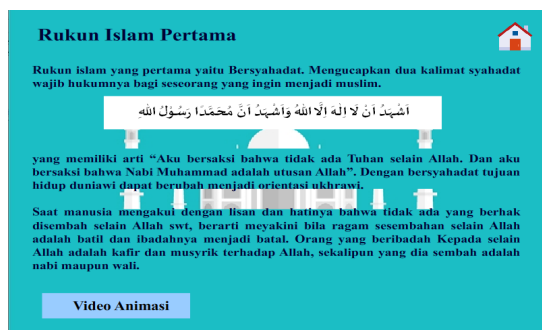 Rukun Islam Pertama
Rukun islam yang pertama yaitu Bersyahadat. Mengucapkan dua kalimat syahadat
wajib hukumnya bagi seseorang yang ingin menjadi muslim.
اَشْهَدُ اَنْ لَا اِلٰهَ اِلَّا اللهُ وَاَشْهَدُ اَنَّ مُحَمَّدًا رَسُوْلُ اللهِ
yang memiliki arti “Aku bersaksi bahwa tidak ada Tuhan selain Allah. Dan aku
bersaksi bahwa Nabi Muhammad adalah utusan Allah”. Dengan bersyahadat tujuan
hidup duniawi dapat berubah menjadi orientasi ukhrawi.
Saat manusia mengakui dengan lisan dan hatinya bahwa tidak ada yang berhak
disembah selain Allah swt, berarti meyakini bila ragam sesembahan selain Allah
adalah batil dan ibadahnya menjadi batal. Orang yang beribadah Kepada selain
Allah adalah kafir dan musyrik terhadap Allah, sekalipun yang dia sembah adalah
nabi maupun wali.
Video Animasi